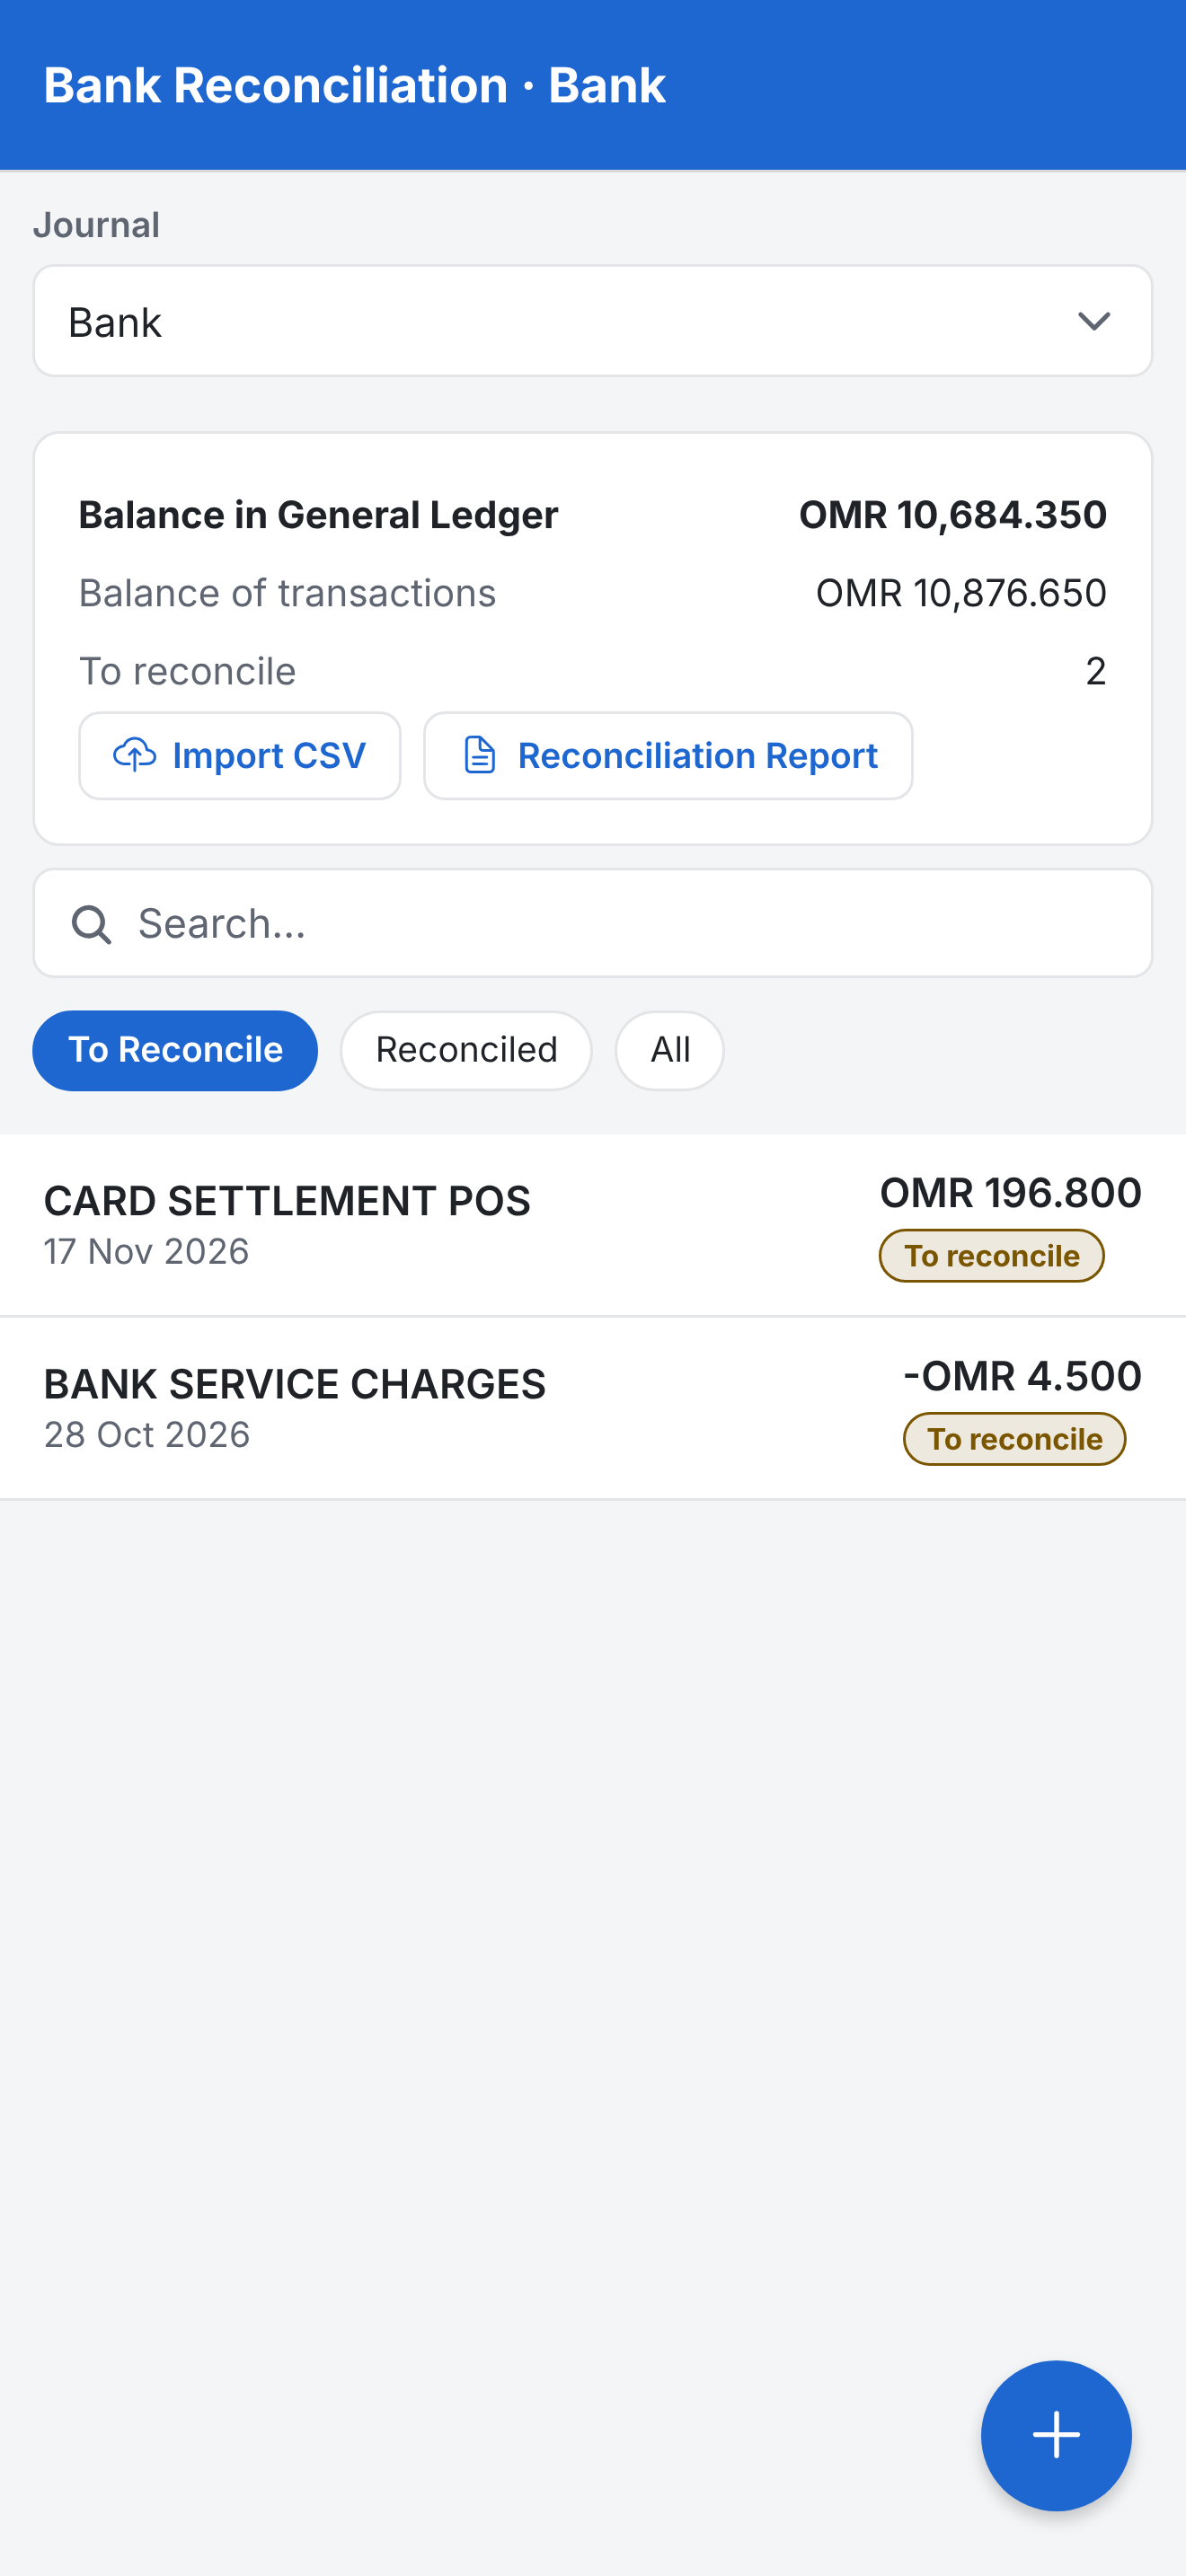 Bank Reconciliation · Bank
Journal
Bank
Balance in General Ledger OMR 10,684.350
Balance of transactions OMR 10,876.650
To reconcile 2
Import CSV Reconciliation Report
Search...
To Reconcile Reconciled All
CARD SETTLEMENT POS OMR 196.800
17 Nov 2026 To reconcile
BANK SERVICE CHARGES -OMR 4.500
28 Oct 2026 To reconcile